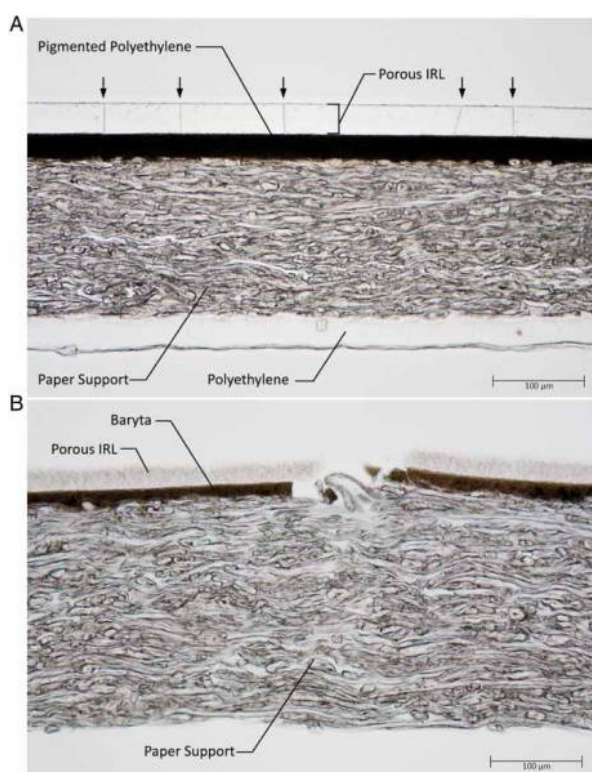 A
Pigmented Polyethylene
Porous IRL
Paper Support
Polyethylene
100 µm
B
Baryta
Porous IRL
Paper Support
100 µm